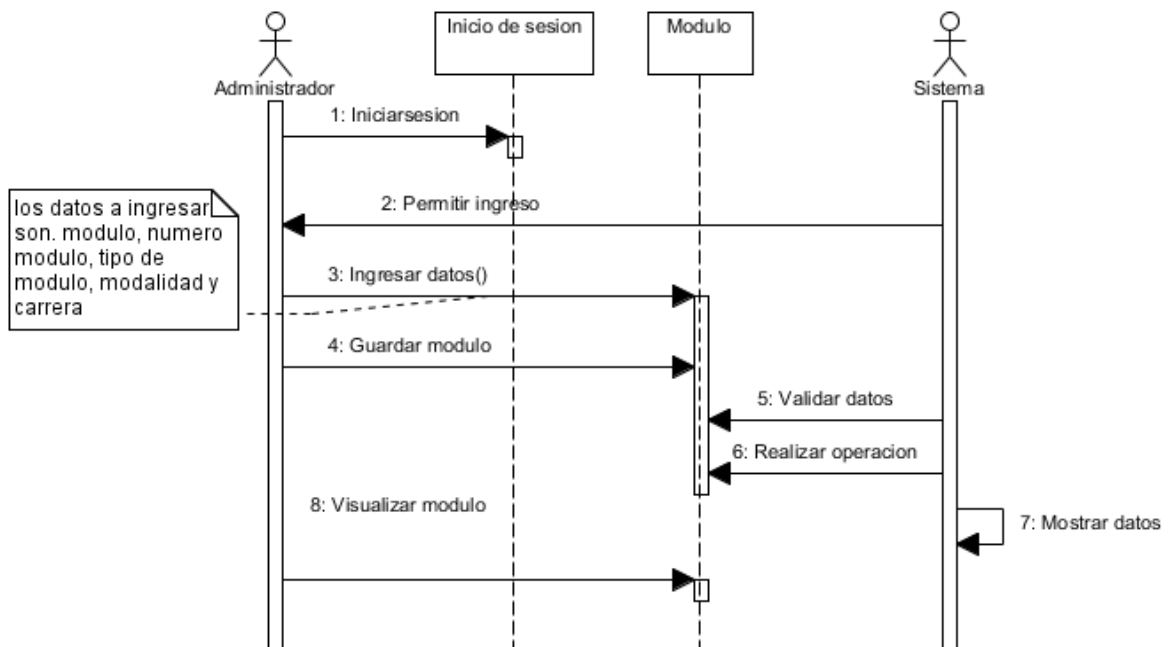 Inicio de sesion
Modulo
Administrador
Sistema
1: Iniciarsesion
2: Permitir ingreso
los datos a ingresar
son. modulo, numero
modulo, tipo de
modulo, modalidad y
carrera
3: Ingresar datos()
4: Guardar modulo
5: Validar datos
6: Realizar operacion
8: Visualizar modulo
7: Mostrar datos